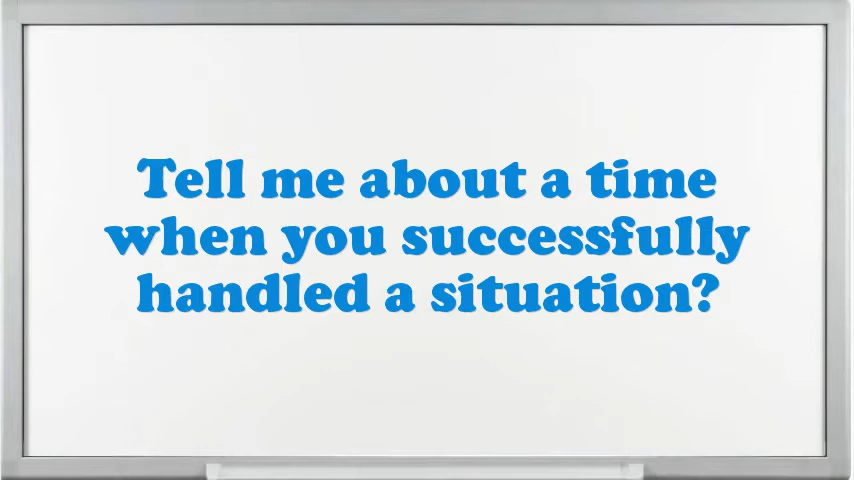 Tell me about a time
when you successfully
handled a situation?